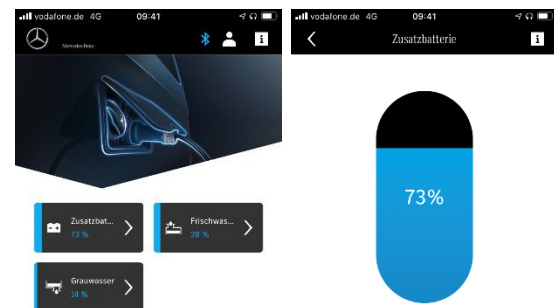 vodafone.de 4G 09:41
Mercedes-Benz
i
Zusatzbat...
73 %
Frischwas...
28 %
Grauwasser
14 %
vodafone.de 4G 09:41
Zusatzbatterie
i
73%